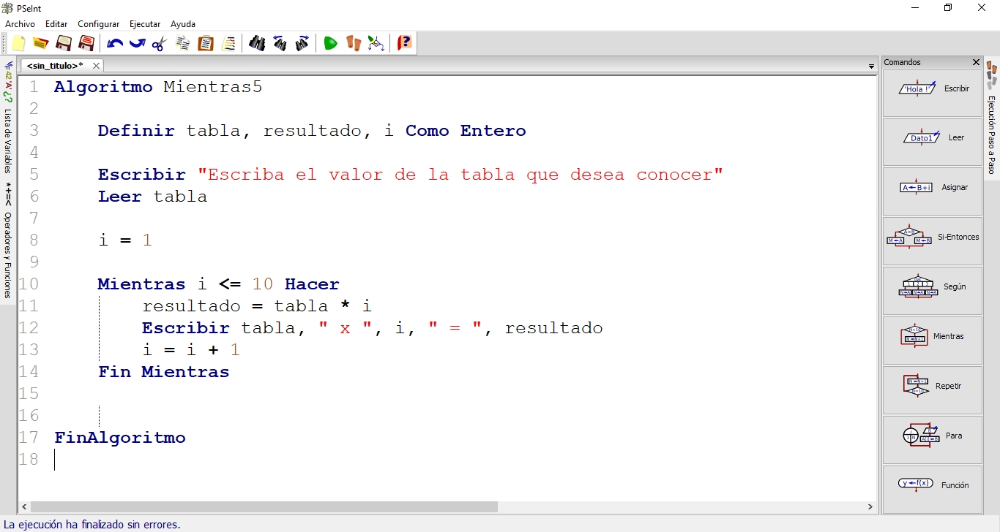 PSeInt
Archivo Editar Configurar Ejecutar Ayuda
<sin_titulo>*
1 Algoritmo Mientras5
2
3 Definir tabla, resultado, i Como Entero
4
5 Escribir "Escriba el valor de la tabla que desea conocer"
6 Leer tabla
7
8 i = 1
9
10 Mientras i <= 10 Hacer
11 resultado = tabla * i
12 Escribir tabla, " x ", i, " = ", resultado
13 i = i + 1
14 Fin Mientras
15
16
17 FinAlgoritmo
18
Lista de Variables
*+=< Operadores y Funciones
Comandos
'Hola !' Escribir
Dato1 Leer
A←B+i Asignar
A>B
M←A M←B
Si-Entonces
1 2 3
N←A N←A N←A
Según
Mientras
Repetir
Para
y←f(x) Función
Ejecución Paso a Paso
La ejecución ha finalizado sin errores.